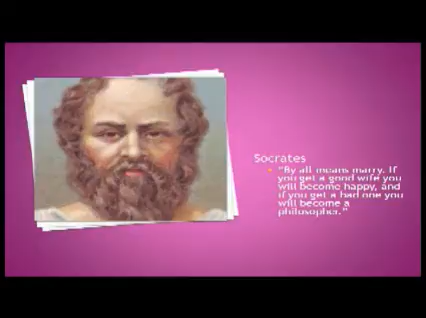 Socrates
"By all means marry. If
you get a good wife you
will become happy, and
if you get a bad one you
will become a
philosopher."